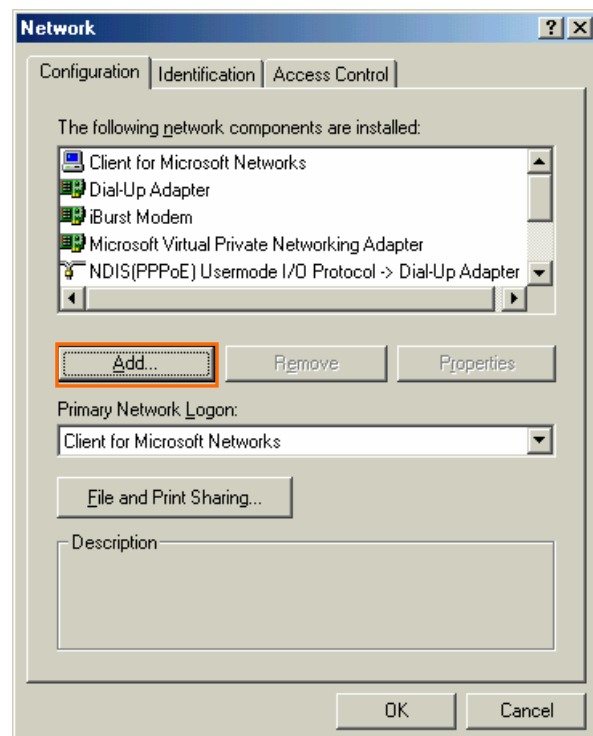 Network
Configuration Identification Access Control
The following network components are installed:
Client for Microsoft Networks
Dial-Up Adapter
iBurst Modem
Microsoft Virtual Private Networking Adapter
NDIS(PPPoE) Usermode I/O Protocol -> Dial-Up Adapter
Add... Remove Properties
Primary Network Logon:
Client for Microsoft Networks
File and Print Sharing...
Description
OK Cancel